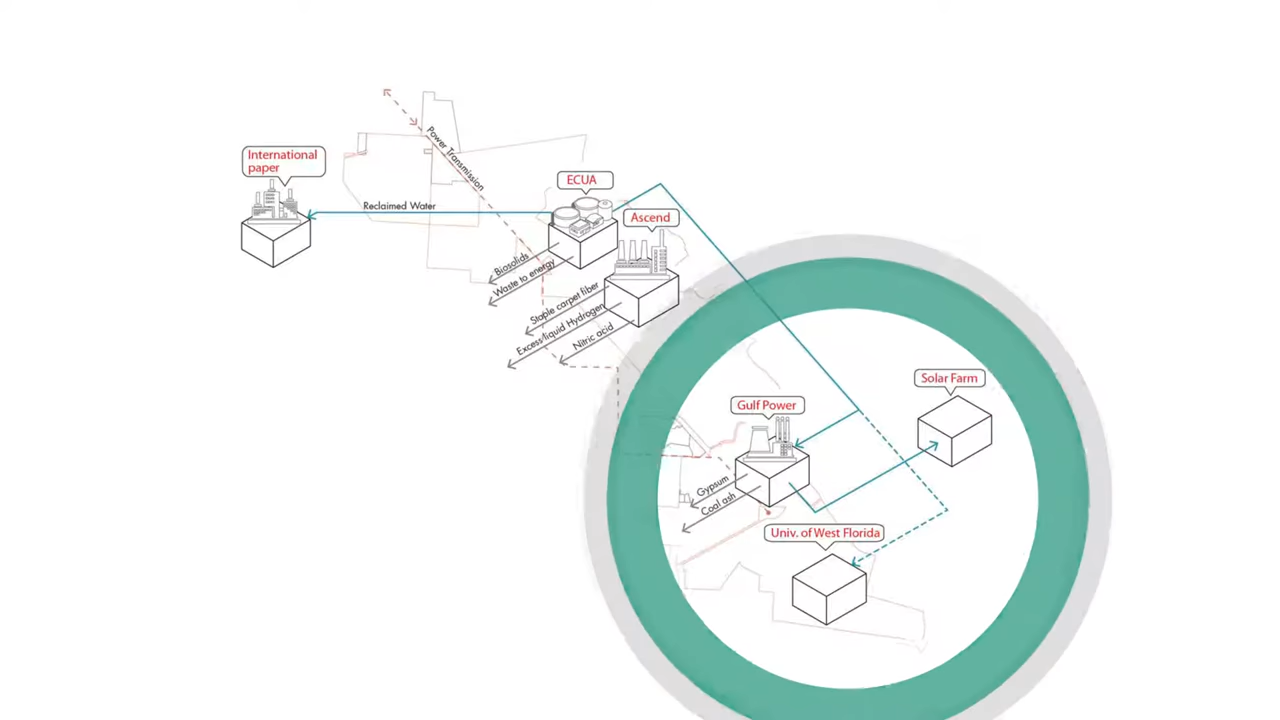 Power Transmission
International
paper
ECUA
Reclaimed Water
Ascend
Biosolids
Waste to energy
Staple carpet fiber
Excess liquid Hydrogen
Nitric acid
Solar Farm
Gulf Power
Gypsum
Coal ash
Univ. of West Florida